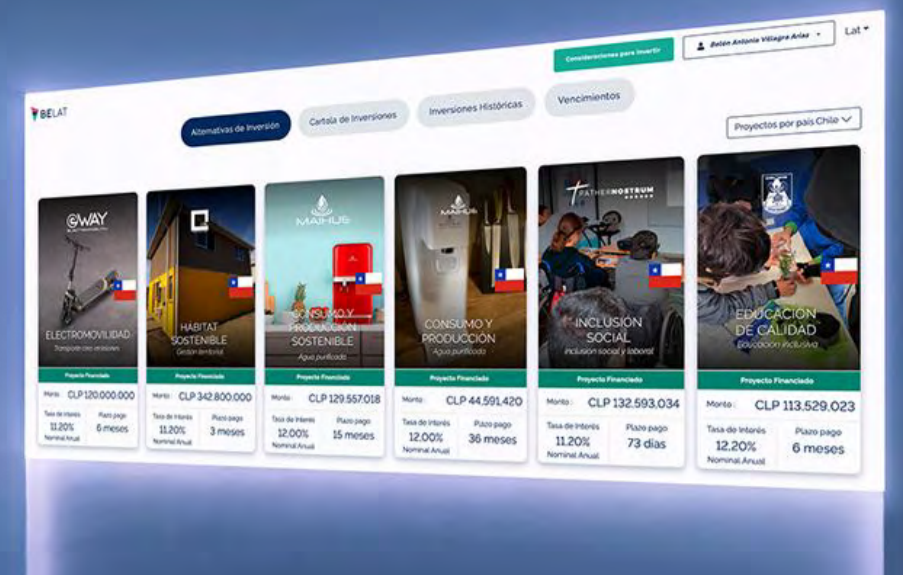 Consideraciones para Invertir
Belén Antonia Villagra Arias
Lat
BELAT
Alternativas de Inversión
Cartola de Inversiones
Inversiones Históricas
Vencimientos
Proyectos por país Chile
GWAY
ELECTROMOVILIDAD
Transporte cero emisiones
Proyecto Financiado
Monto : CLP 120.000.000
Tasa de Interés
11.20%
Nominal Anual
Plazo pago
6 meses
HÁBITAT
SOSTENIBLE
Gestión territorial
Proyecto Financiado
Monto : CLP 342.800.000
Tasa de Interés
11.20%
Nominal Anual
Plazo pago
3 meses
MAIHUE
CONSUMO Y
PRODUCCIÓN
SOSTENIBLE
Agua purificada
Proyecto Financiado
Monto : CLP 129.557.018
Tasa de Interés
12,00%
Nominal Anual
Plazo pago
15 meses
MAIHUE
CONSUMO Y
PRODUCCIÓN
Agua purificada
Proyecto Financiado
Monto : CLP 44.591.420
Tasa de Interés
12,00%
Nominal Anual
Plazo pago
36 meses
PATHERNOSTRUM
INCLUSIÓN
SOCIAL
Inclusión social y laboral
Proyecto Financiado
Monto : CLP 132.593,034
Tasa de Interés
11.20%
Nominal Anual
Plazo pago
73 días
EDUCACION
DE CALIDAD
Educación inclusiva
Proyecto Financiado
Monto : CLP 113.529,023
Tasa de Interés
12,20%
Nominal Anual
Plazo pago
6 meses